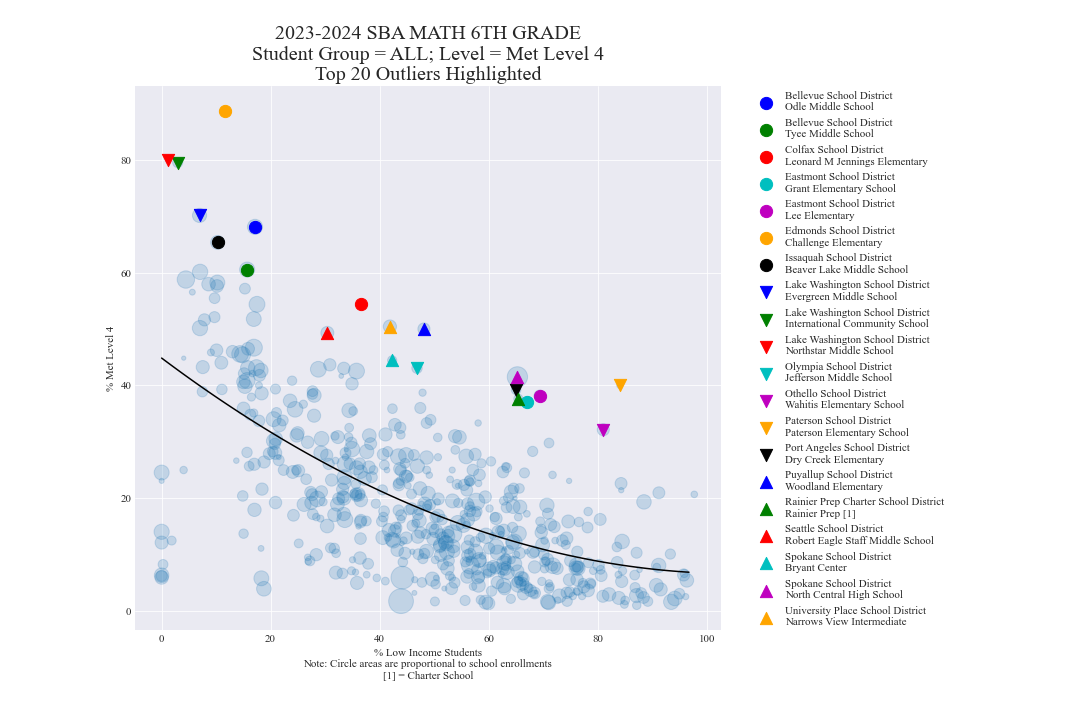 2023-2024 SBA MATH 6TH GRADE
Student Group = ALL; Level = Met Level 4
Top 20 Outliers Highlighted
% Met Level 4
80
60
40
20
0
0 20 40 60 80 100
% Low Income Students
Note: Circle areas are proportional to school enrollments
[1] = Charter School
Bellevue School District
Odle Middle School
Bellevue School District
Tyee Middle School
Colfax School District
Leonard M Jennings Elementary
Eastmont School District
Grant Elementary School
Eastmont School District
Lee Elementary
Edmonds School District
Challenge Elementary
Issaquah School District
Beaver Lake Middle School
Lake Washington School District
Evergreen Middle School
Lake Washington School District
International Community School
Lake Washington School District
Northstar Middle School
Olympia School District
Jefferson Middle School
Othello School District
Wahitis Elementary School
Paterson School District
Paterson Elementary School
Port Angeles School District
Dry Creek Elementary
Puyallup School District
Woodland Elementary
Rainier Prep Charter School District
Rainier Prep [1]
Seattle School District
Robert Eagle Staff Middle School
Spokane School District
Bryant Center
Spokane School District
North Central High School
University Place School District
Narrows View Intermediate